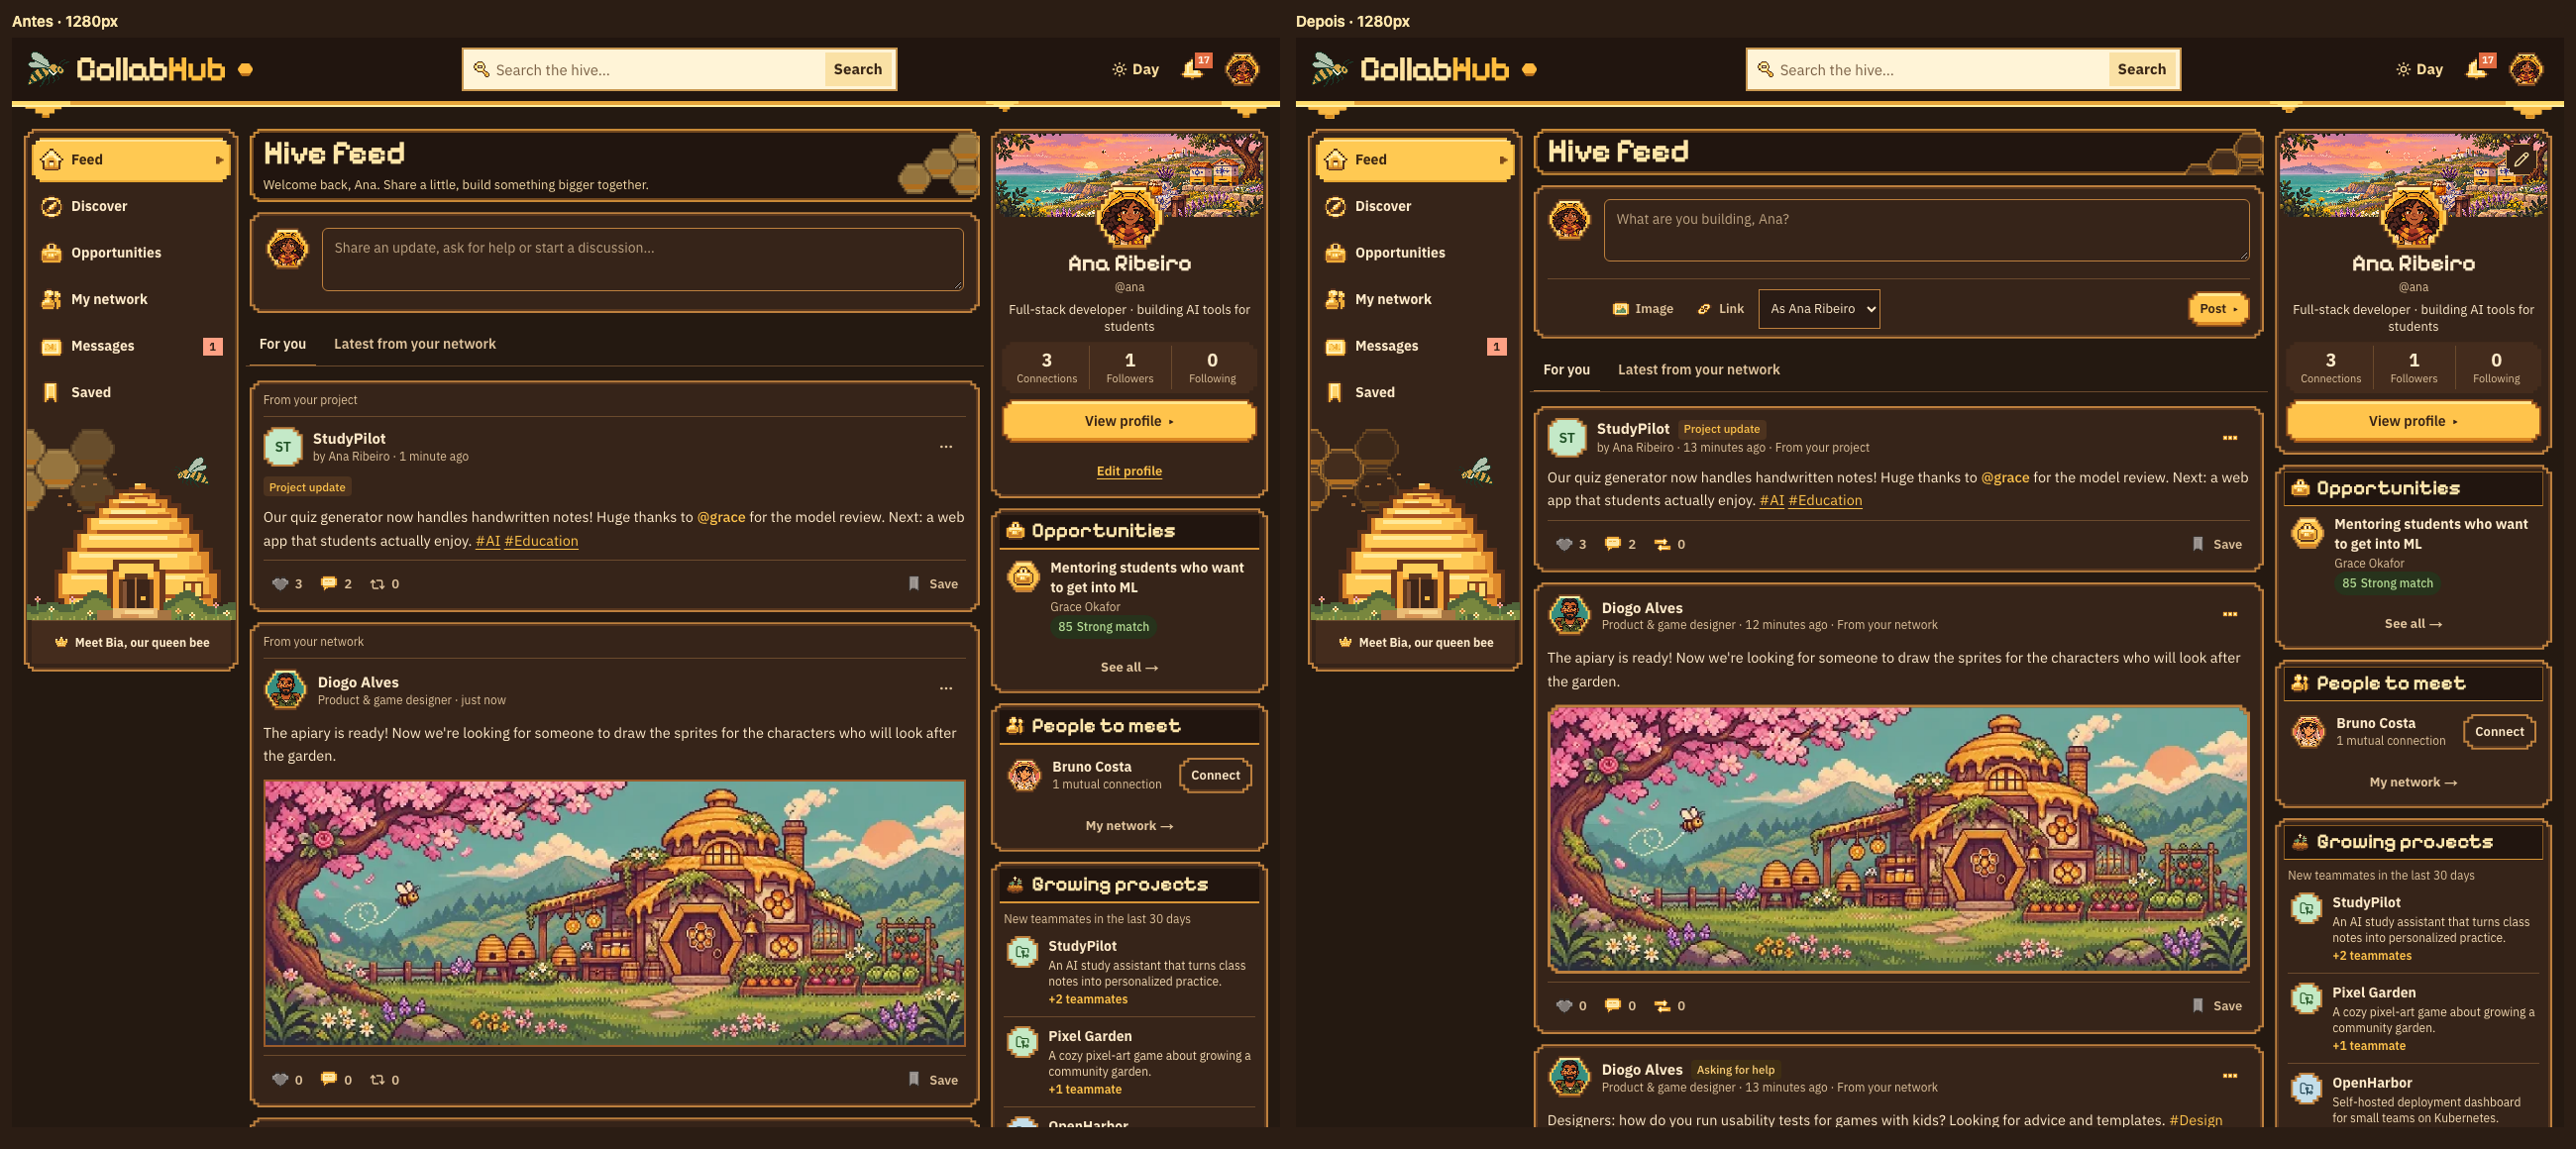 Antes · 1280px
CollabHub
Search the hive...
Search
Day
17
Feed
Discover
Opportunities
My network
Messages
1
Saved
Meet Bia, our queen bee
Hive Feed
Welcome back, Ana. Share a little, build something bigger together.
Share an update, ask for help or start a discussion...
For you
Latest from your network
From your project
ST
StudyPilot
by Ana Ribeiro · 1 minute ago
Project update
Our quiz generator now handles handwritten notes! Huge thanks to @grace for the model review. Next: a web
app that students actually enjoy. #AI #Education
3
2
0
Save
From your network
Diogo Alves
Product & game designer · just now
The apiary is ready! Now we're looking for someone to draw the sprites for the characters who will look after
the garden.
0
0
0
Save
Ana Ribeiro
@ana
Full-stack developer · building AI tools for
students
3
Connections
1
Followers
0
Following
View profile
Edit profile
Opportunities
Mentoring students who want
to get into ML
Grace Okafor
85 Strong match
See all →
People to meet
Bruno Costa
1 mutual connection
Connect
My network →
Growing projects
New teammates in the last 30 days
StudyPilot
An AI study assistant that turns class
notes into personalized practice.
+2 teammates
Pixel Garden
A cozy pixel-art game about growing a
community garden.
+1 teammate
OpenHarbor
Depois · 1280px
CollabHub
Search the hive...
Search
Day
17
Feed
Discover
Opportunities
My network
Messages
1
Saved
Meet Bia, our queen bee
Hive Feed
What are you building, Ana?
Image
Link
As Ana Ribeiro
Post
For you
Latest from your network
ST
StudyPilot
Project update
by Ana Ribeiro · 13 minutes ago · From your project
Our quiz generator now handles handwritten notes! Huge thanks to @grace for the model review. Next: a web
app that students actually enjoy. #AI #Education
3
2
0
Save
Diogo Alves
Product & game designer · 12 minutes ago · From your network
The apiary is ready! Now we're looking for someone to draw the sprites for the characters who will look after
the garden.
0
0
0
Save
Diogo Alves
Asking for help
Product & game designer · 13 minutes ago · From your network
Designers: how do you run usability tests for games with kids? Looking for advice and templates. #Design
Ana Ribeiro
@ana
Full-stack developer · building AI tools for
students
3
Connections
1
Followers
0
Following
View profile
Opportunities
Mentoring students who want
to get into ML
Grace Okafor
85 Strong match
See all →
People to meet
Bruno Costa
1 mutual connection
Connect
My network →
Growing projects
New teammates in the last 30 days
StudyPilot
An AI study assistant that turns class
notes into personalized practice.
+2 teammates
Pixel Garden
A cozy pixel-art game about growing a
community garden.
+1 teammate
OpenHarbor
Self-hosted deployment dashboard
for small teams on Kubernetes.